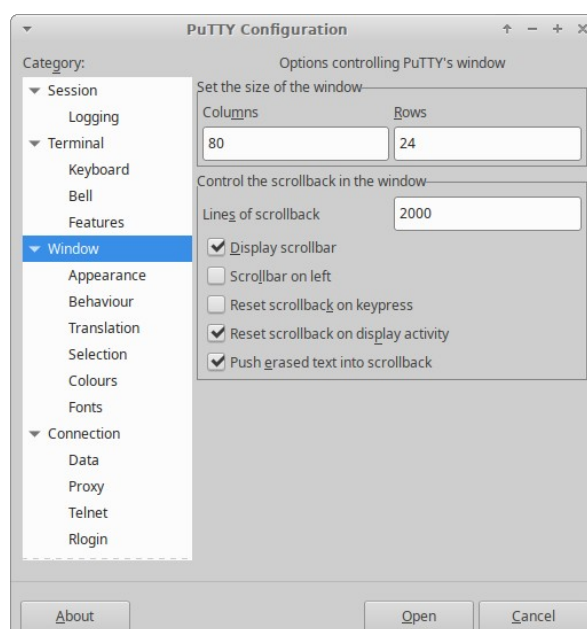 PuTTY Configuration
Category:
Session
Logging
Terminal
Keyboard
Bell
Features
Window
Appearance
Behaviour
Translation
Selection
Colours
Fonts
Connection
Data
Proxy
Telnet
Rlogin
Options controlling PuTTY's window
Set the size of the window
Columns Rows
80 24
Control the scrollback in the window
Lines of scrollback 2000
Display scrollbar
Scrollbar on left
Reset scrollback on keypress
Reset scrollback on display activity
Push erased text into scrollback
About Open Cancel